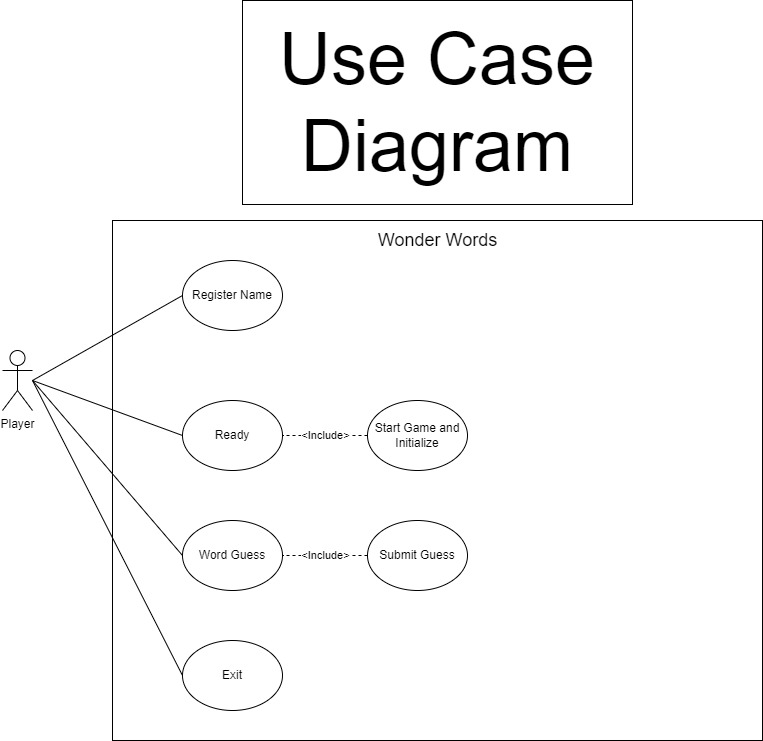 Use Case
Diagram
Wonder Words
Register Name
Player
Ready
<Include>
Start Game and
Initialize
Word Guess
<Include>
Submit Guess
Exit